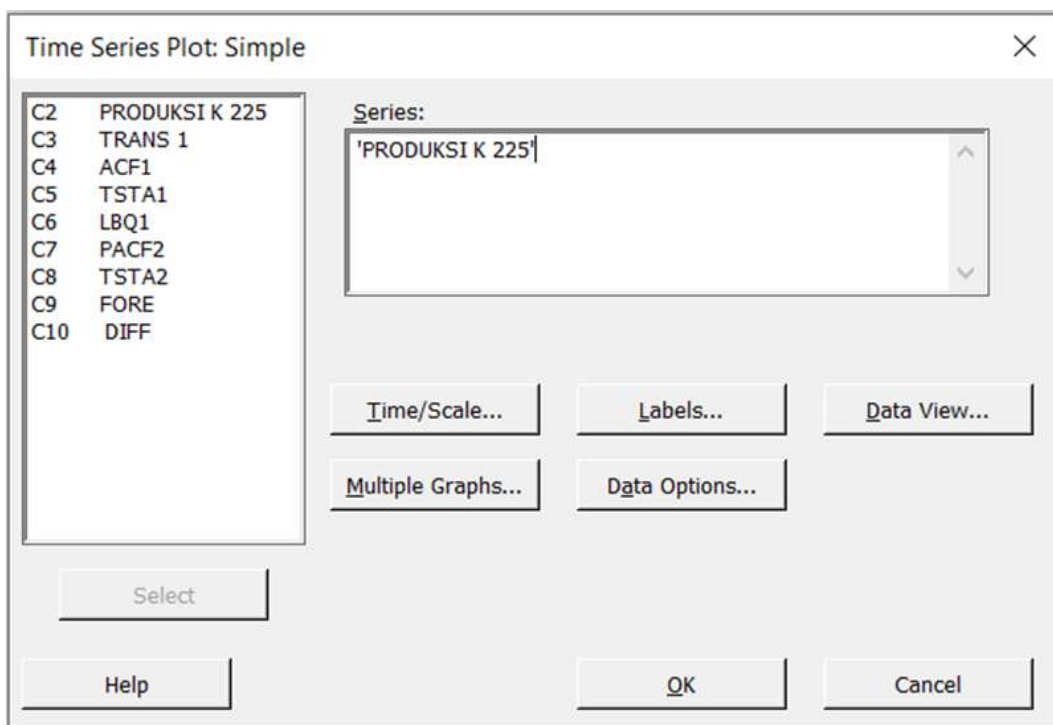 Time Series Plot: Simple
C2 PRODUKSI K 225
C3 TRANS 1
C4 ACF1
C5 TSTA1
C6 LBQ1
C7 PACF2
C8 TSTA2
C9 FORE
C10 DIFF
Series:
'PRODUKSI K 225'
Time/Scale...
Labels...
Data View...
Multiple Graphs...
Data Options...
Select
Help
OK
Cancel